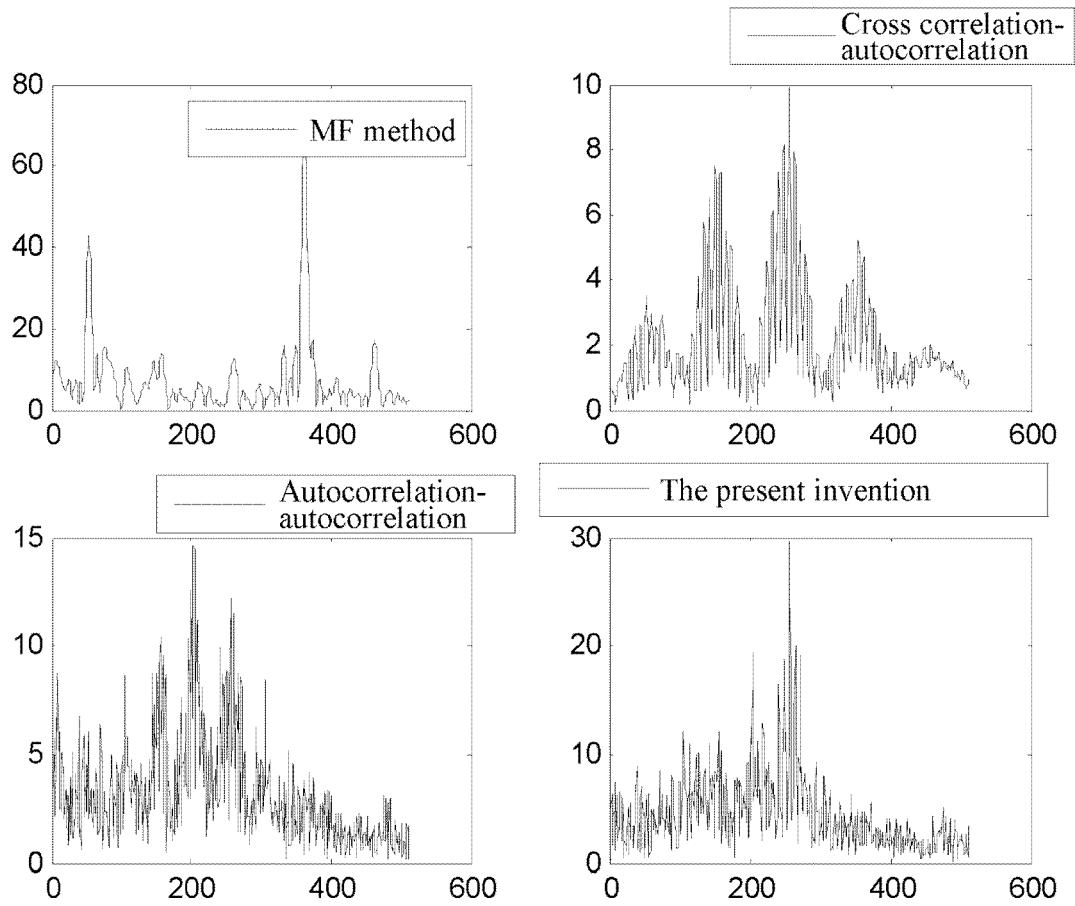 Cross correlation-
autocorrelation
MF method
80
60
40
20
0
0 200 400 600
10
8
6
4
2
0
0 200 400 600
Autocorrelation-
autocorrelation
The present invention
15
10
5
0
0 200 400 600
30
20
10
0
0 200 400 600